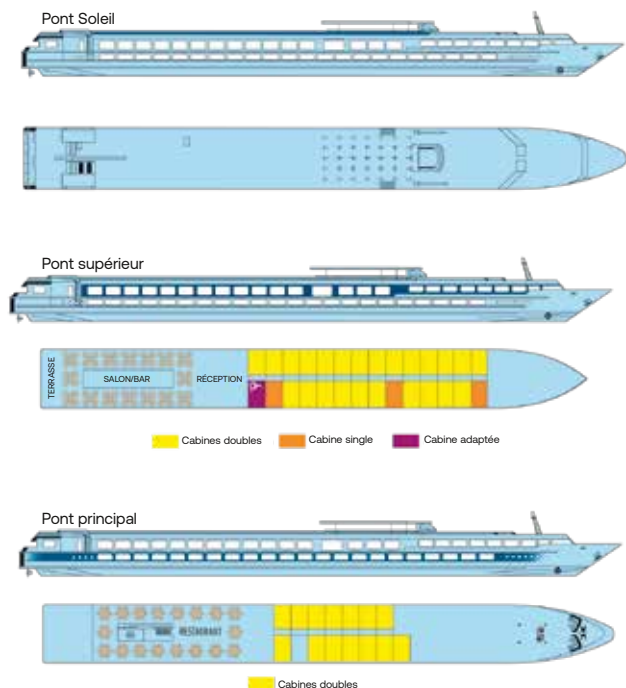 Pont Soleil
Pont supérieur
TERRASSE
SALON/BAR
RÉCEPTION
Cabines doubles
Cabine single
Cabine adaptée
Pont principal
RESTAURANT
Cabines doubles